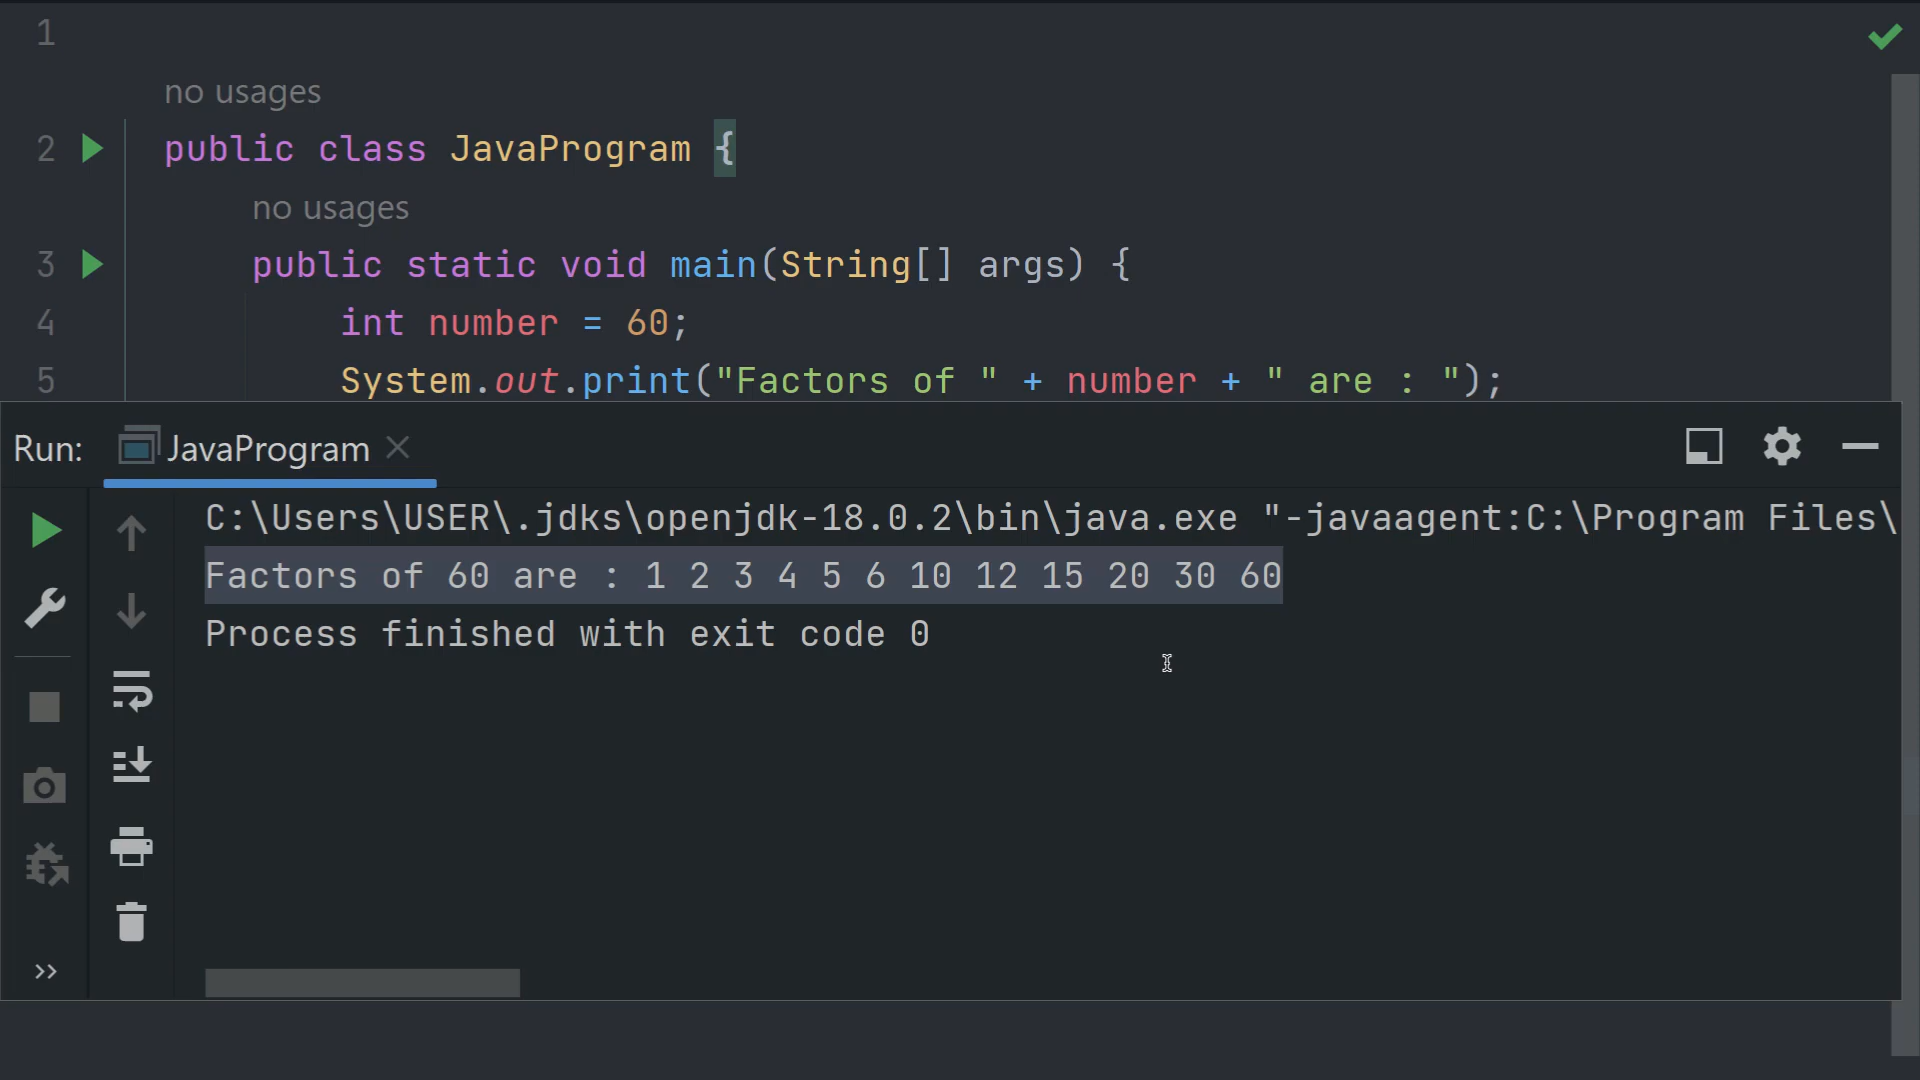 1
no usages
2 public class JavaProgram {
no usages
3 public static void main(String[] args) {
4 int number = 60;
5 System.out.print("Factors of " + number + " are : ");
Run: JavaProgram
C:\Users\USER\.jdks\openjdk-18.0.2\bin\java.exe "-javaagent:C:\Program Files\
Factors of 60 are : 1 2 3 4 5 6 10 12 15 20 30 60
Process finished with exit code 0